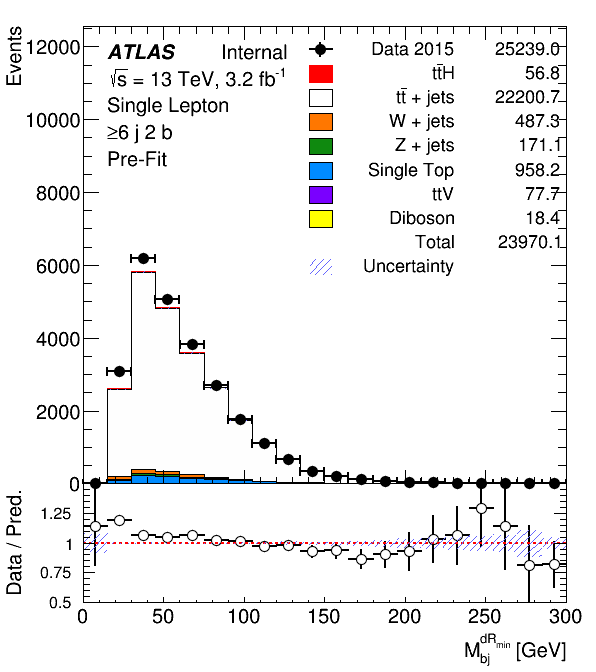 Events
12000
10000
8000
6000
4000
2000
0
ATLAS Internal
√s = 13 TeV, 3.2 fb⁻¹
Single Lepton
≥6 j 2 b
Pre-Fit
Data 2015 25239.0
tt̄H 56.8
tt̄ + jets 22200.7
W + jets 487.3
Z + jets 171.1
Single Top 958.2
ttV 77.7
Diboson 18.4
Total 23970.1
Uncertainty
Data / Pred.
1.25
1
0.75
0.5
0 50 100 150 200 250 300
M_bj^dR_min [GeV]